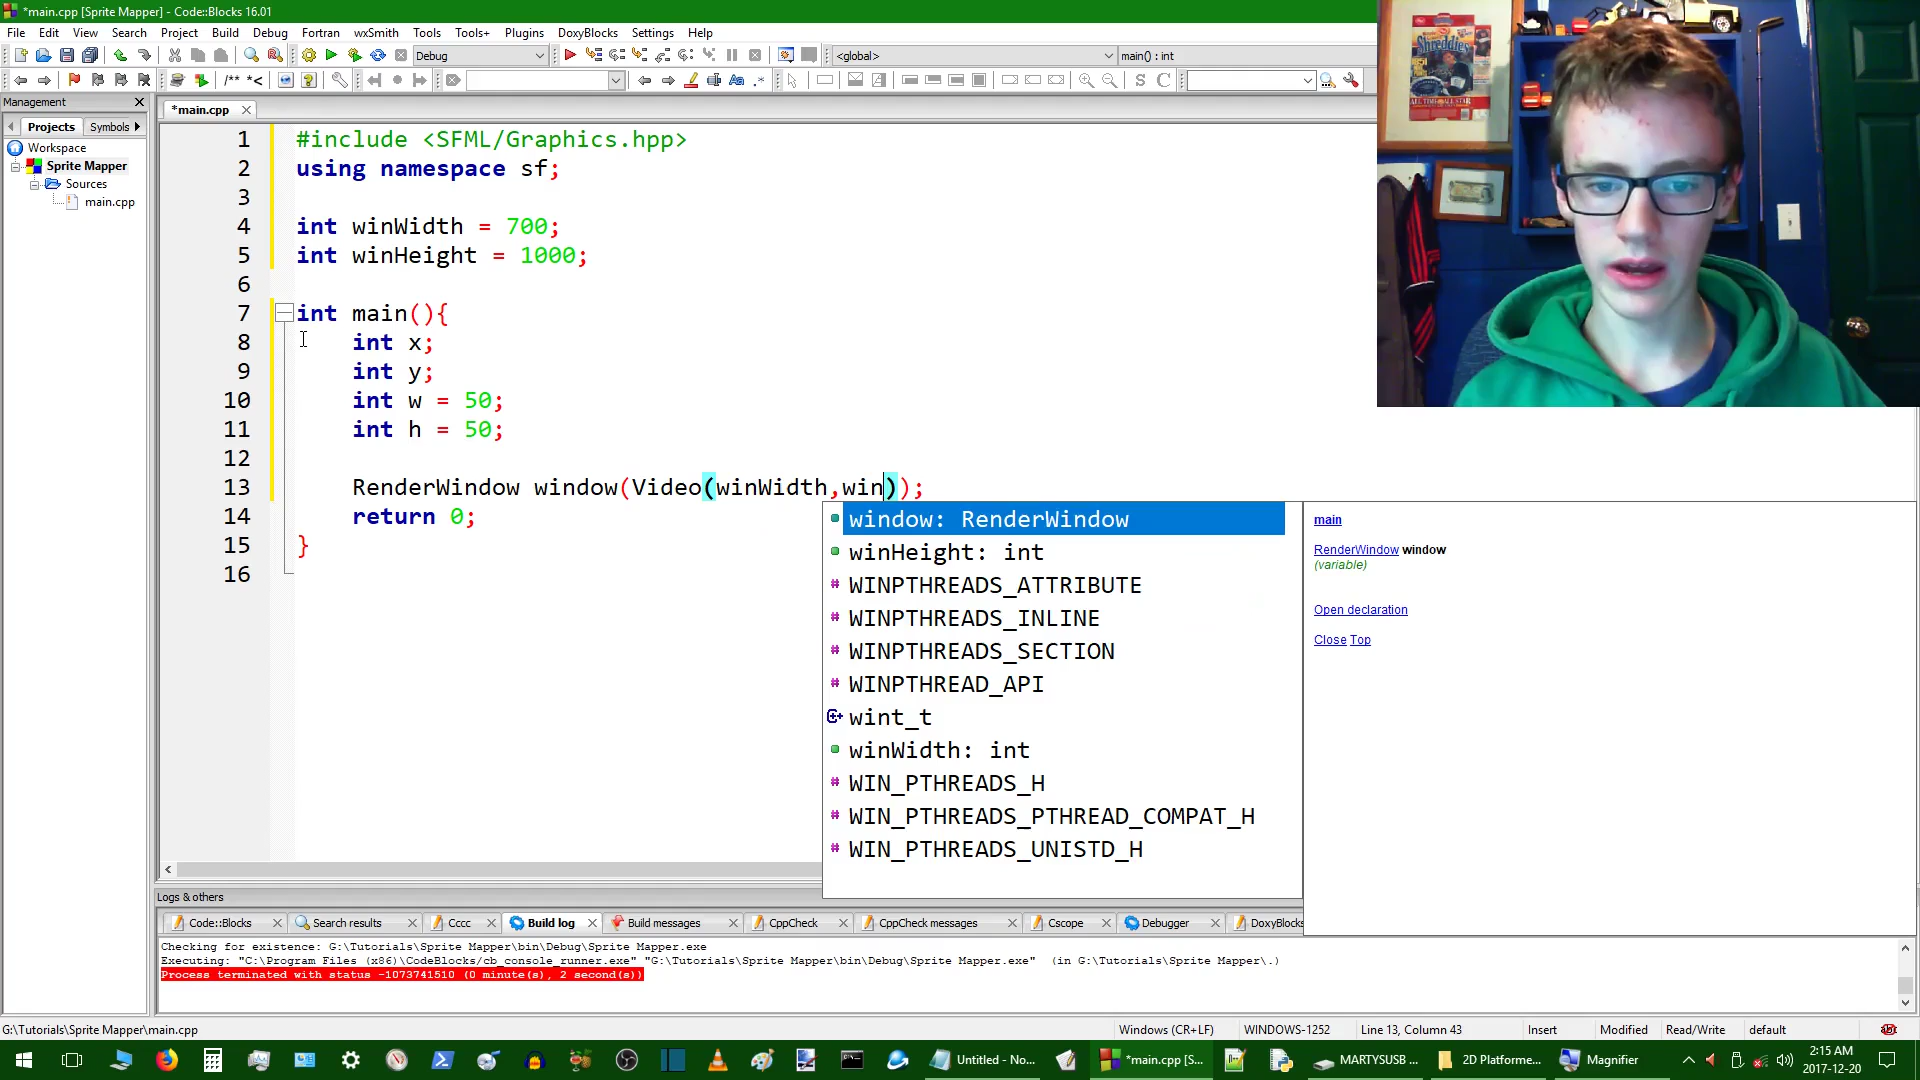 *main.cpp [Sprite Mapper] - Code::Blocks 16.01
File Edit View Search Project Build Debug Fortran wxSmith Tools Tools+ Plugins DoxyBlocks Settings Help
Debug <global> main() : int
/** *<
Management
Projects Symbols
*main.cpp
Workspace
Sprite Mapper
Sources
main.cpp
1 #include <SFML/Graphics.hpp>
2 using namespace sf;
3
4 int winWidth = 700;
5 int winHeight = 1000;
6
7 int main(){
8 int x;
9 int y;
10 int w = 50;
11 int h = 50;
12
13 RenderWindow window(Video(winWidth,win));
14 return 0;
15 }
16
window: RenderWindow
winHeight: int
WINPTHREADS_ATTRIBUTE
WINPTHREADS_INLINE
WINPTHREADS_SECTION
WINPTHREAD_API
wint_t
winWidth: int
WIN_PTHREADS_H
WIN_PTHREADS_PTHREAD_COMPAT_H
WIN_PTHREADS_UNISTD_H
main
RenderWindow window
(variable)
Open declaration
Close Top
Shreddies
ALL TIME ALL STAR
Logs & others
Code::Blocks Search results Cccc Build log Build messages CppCheck CppCheck messages Cscope Debugger DoxyBlocks
Checking for existence: G:\Tutorials\Sprite Mapper\bin\Debug\Sprite Mapper.exe
Executing: "C:\Program Files (x86)\CodeBlocks/cb_console_runner.exe" "G:\Tutorials\Sprite Mapper\bin\Debug\Sprite Mapper.exe" (in G:\Tutorials\Sprite Mapper\.)
Process terminated with status -1073741510 (0 minute(s), 2 second(s))
G:\Tutorials\Sprite Mapper\main.cpp Windows (CR+LF) WINDOWS-1252 Line 13, Column 43 Insert Modified Read/Write default
Untitled - No... *main.cpp [S... MARTYSUSB ... 2D Platforme... Magnifier 2:15 AM
2017-12-20